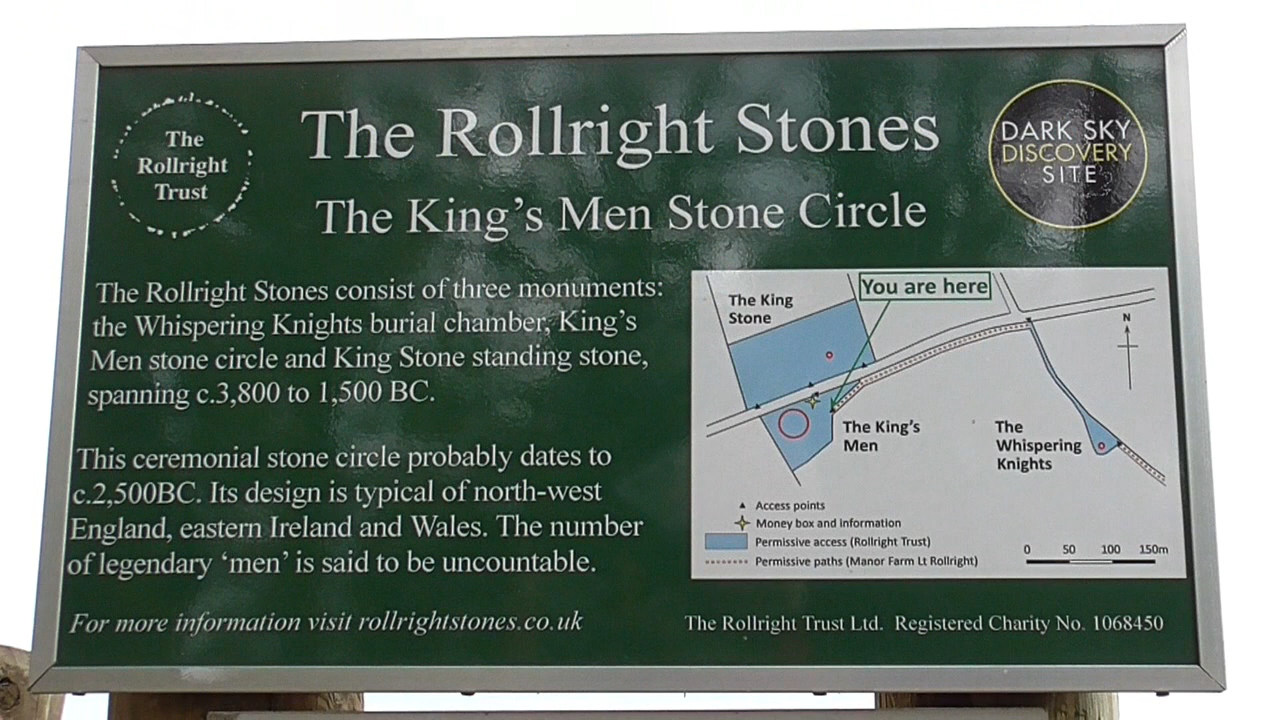 The
Rollright
Trust
The Rollright Stones
The King's Men Stone Circle
DARK SKY
DISCOVERY
SITE
The Rollright Stones consist of three monuments:
the Whispering Knights burial chamber, King's
Men stone circle and King Stone standing stone,
spanning c.3,800 to 1,500 BC.
This ceremonial stone circle probably dates to
c.2,500BC. Its design is typical of north-west
England, eastern Ireland and Wales. The number
of legendary 'men' is said to be uncountable.
For more information visit rollrightstones.co.uk
You are here
The King
Stone
N
The King's
Men
The
Whispering
Knights
Access points
Money box and information
Permissive access (Rollright Trust)
Permissive paths (Manor Farm Lt Rollright)
0 50 100 150m
The Rollright Trust Ltd. Registered Charity No. 1068450